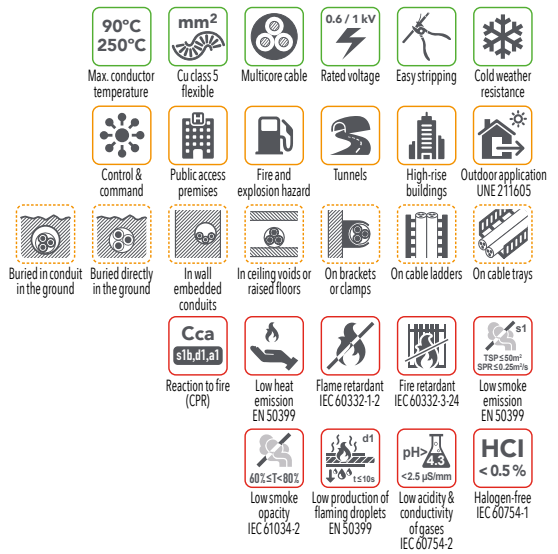 90ºC
250ºC
mm²
0.6 / 1 kV
Max. conductor
temperature
Cu class 5
flexible
Multicore cable
Rated voltage
Easy stripping
Cold weather
resistance
H
Control &
command
Public access
premises
Fire and
explosion hazard
Tunnels
High-rise
buildings
Outdoor application
UNE 211605
Buried in conduit
in the ground
Buried directly
in the ground
In wall
embedded
conduits
In ceiling voids or
raised floors
On brackets
or clamps
On cable ladders
On cable trays
Cca
s1b,d1,a1
s1
TSP≤50m²
SPR≤0.25m²/s
Reaction to fire
(CPR)
Low heat
emission
EN 50399
Flame retardant
IEC 60332-1-2
Fire retardant
IEC 60332-3-24
Low smoke
emission
EN 50399
60%≤T<80%
d1
t≤10s
pH>
4.3
<2.5 µS/mm
HCl
< 0.5 %
Low smoke
opacity
IEC 61034-2
Low production of
flaming droplets
EN 50399
Low acidity &
conductivity
of gases
IEC 60754-2
Halogen-free
IEC 60754-1